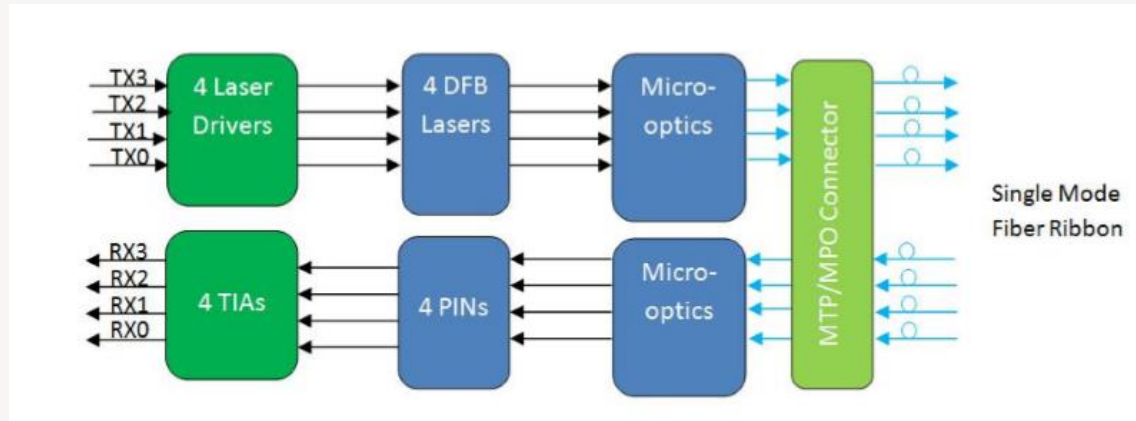 TX3
TX2
TX1
TX0
4 Laser
Drivers
4 DFB
Lasers
Micro-
optics
MTP/MPO Connector
Single Mode
Fiber Ribbon
RX3
RX2
RX1
RX0
4 TIAs
4 PINs
Micro-
optics